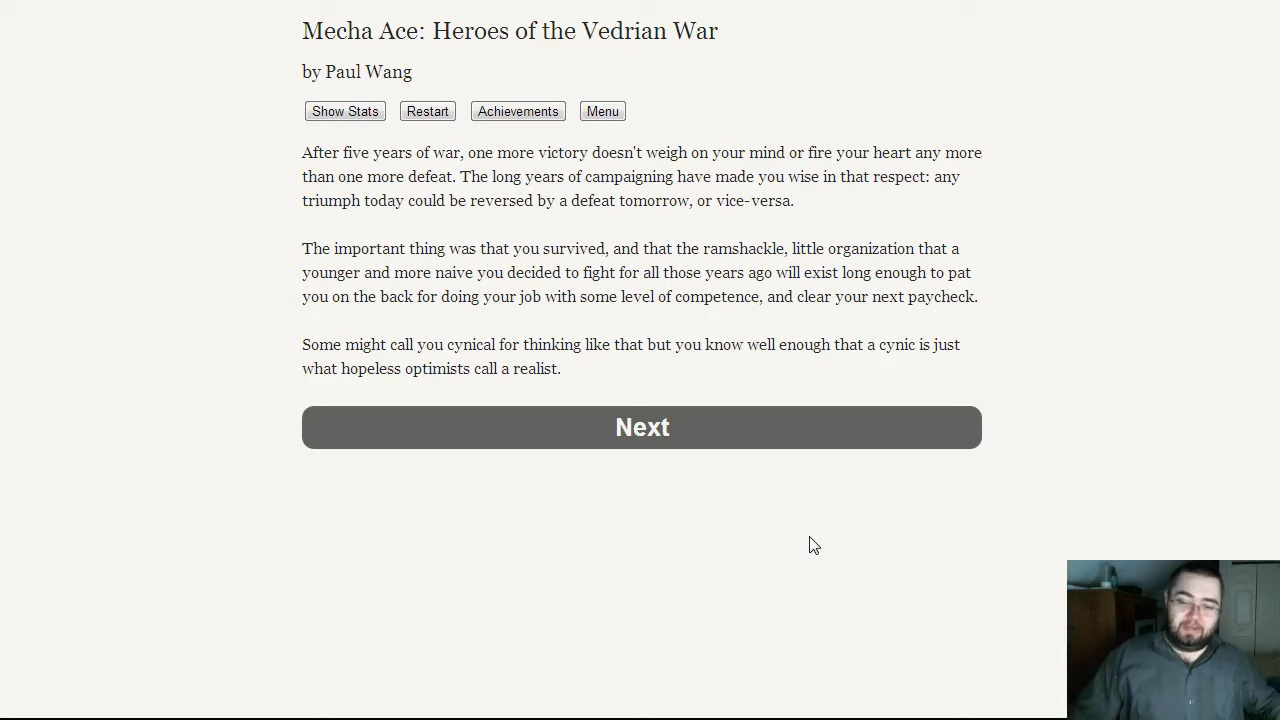 Mecha Ace: Heroes of the Vedrian War
by Paul Wang
Show Stats Restart Achievements Menu
After five years of war, one more victory doesn't weigh on your mind or fire your heart any more
than one more defeat. The long years of campaigning have made you wise in that respect: any
triumph today could be reversed by a defeat tomorrow, or vice-versa.
The important thing was that you survived, and that the ramshackle, little organization that a
younger and more naive you decided to fight for all those years ago will exist long enough to pat
you on the back for doing your job with some level of competence, and clear your next paycheck.
Some might call you cynical for thinking like that but you know well enough that a cynic is just
what hopeless optimists call a realist.
Next